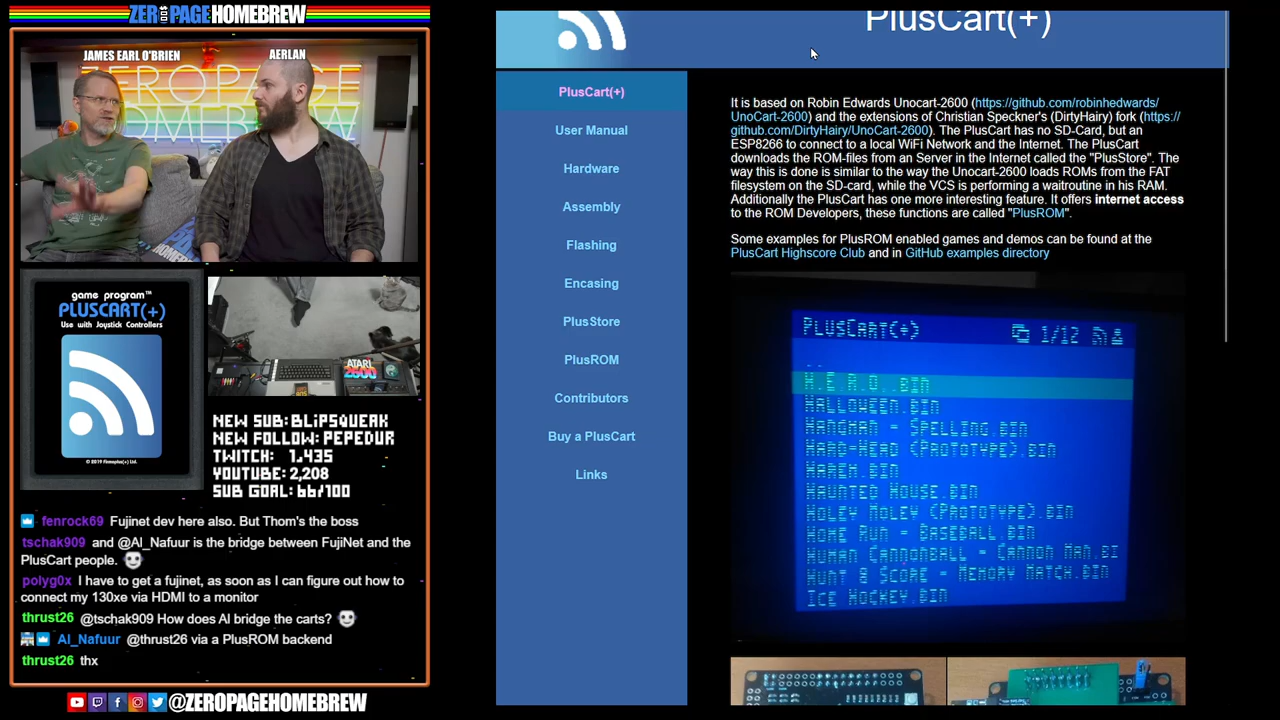 ZEROPAGEHOMEBREW
JAMES EARL O'BRIEN
AERLAN
ZEROPAGE
HOMEBREW
game program™
PLUSCART(+)
Use with Joystick Controllers
© 2019 Firmaplus(+) Ltd.
ATARI
2600
NEW SUB: BLIPSQUEAK
NEW FOLLOW: PEPEDUR
TWITCH: 1,435
YOUTUBE: 2,208
SUB GOAL: 66/100
fenrock69 Fujinet dev here also. But Thom's the boss
tschak909 and @Al_Nafuur is the bridge between FujiNet and the
PlusCart people.
polyg0x I have to get a fujinet, as soon as I can figure out how to
connect my 130xe via HDMI to a monitor
thrust26 @tschak909 How does Al bridge the carts?
Al_Nafuur @thrust26 via a PlusROM backend
thrust26 thx
@ZEROPAGEHOMEBREW
PlusCart(+)
PlusCart(+)
User Manual
Hardware
Assembly
Flashing
Encasing
PlusStore
PlusROM
Contributors
Buy a PlusCart
Links
It is based on Robin Edwards Unocart-2600 (https://github.com/robinhedwards/
UnoCart-2600) and the extensions of Christian Speckner's (DirtyHairy) fork (https://
github.com/DirtyHairy/UnoCart-2600). The PlusCart has no SD-Card, but an
ESP8266 to connect to a local WiFi Network and the Internet. The PlusCart
downloads the ROM-files from an Server in the Internet called the "PlusStore". The
way this is done is similar to the way the Unocart-2600 loads ROMs from the FAT
filesystem on the SD-card, while the VCS is performing a waitroutine in his RAM.
Additionally the PlusCart has one more interesting feature. It offers internet access
to the ROM Developers, these functions are called "PlusROM".
Some examples for PlusROM enabled games and demos can be found at the
PlusCart Highscore Club and in GitHub examples directory
PLUSCART(+) 1/12
..
H.E.R.O..BIN
HALLOWEEN.BIN
HANGMAN - SPELLING.BIN
HARD-HEAD (PROTOTYPE).BIN
HAREM.BIN
HAUNTED HOUSE.BIN
HOLEY MOLEY (PROTOTYPE).BIN
HOME RUN - BASEBALL.BIN
HUMAN CANNONBALL - CANNON MAN.BI
HUNT & SCORE - MEMORY MATCH.BIN
ICE HOCKEY.BIN